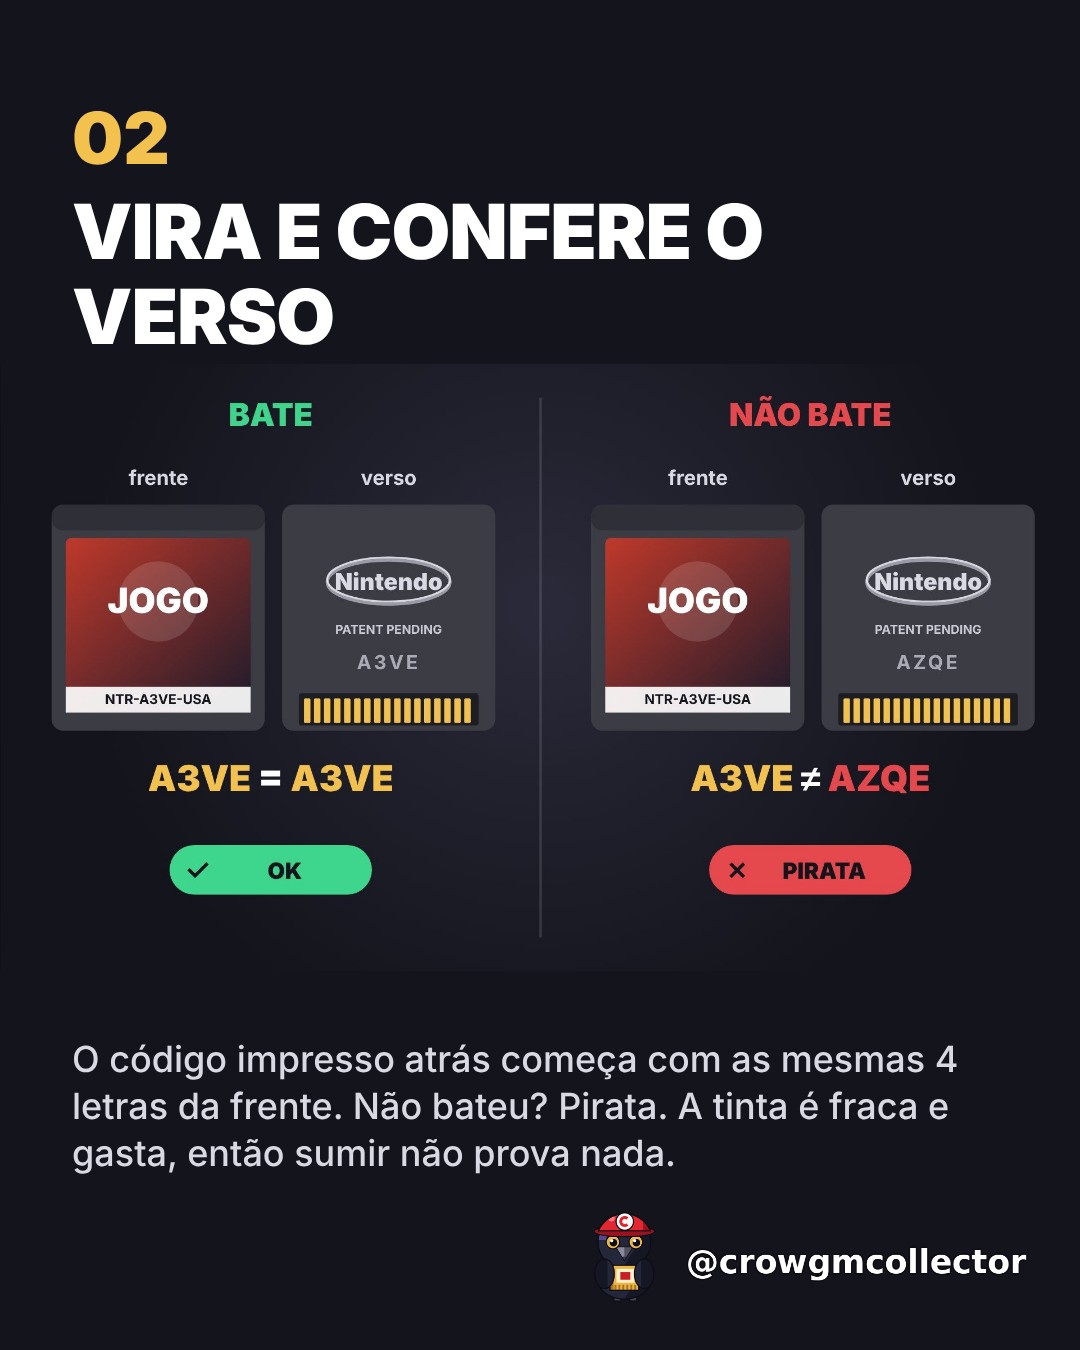 02
VIRA E CONFERE O
VERSO
BATE
frente
verso
JOGO
NTR-A3VE-USA
Nintendo
PATENT PENDING
A3VE
A3VE = A3VE
✓ OK
NÃO BATE
frente
verso
JOGO
NTR-A3VE-USA
Nintendo
PATENT PENDING
AZQE
A3VE ≠ AZQE
✕ PIRATA
O código impresso atrás começa com as mesmas 4
letras da frente. Não bateu? Pirata. A tinta é fraca e
gasta, então sumir não prova nada.
C
@crowgmcollector